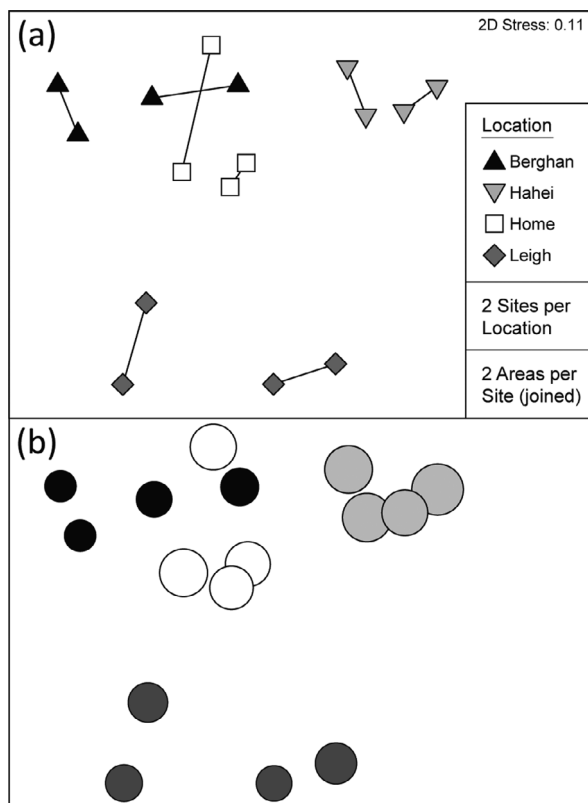 (a)
2D Stress: 0.11
Location
Berghan
Hahei
Home
Leigh
2 Sites per
Location
2 Areas per
Site (joined)
(b)